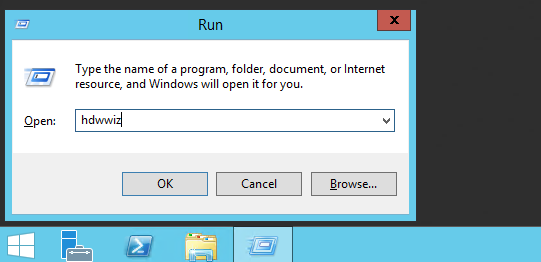 Run
x
Type the name of a program, folder, document, or Internet
resource, and Windows will open it for you.
Open: hdwwiz
OK Cancel Browse...